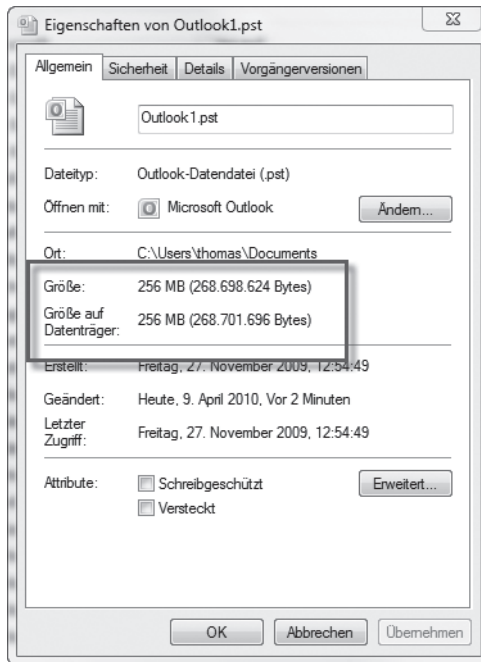 Eigenschaften von Outlook1.pst
Allgemein Sicherheit Details Vorgängerversionen
Outlook1.pst
Dateityp: Outlook-Datendatei (.pst)
Öffnen mit: Microsoft Outlook Ändern...
Ort: C:\Users\thomas\Documents
Größe: 256 MB (268.698.624 Bytes)
Größe auf
Datenträger: 256 MB (268.701.696 Bytes)
Erstellt: Freitag, 27. November 2009, 12:54:49
Geändert: Heute, 9. April 2010, Vor 2 Minuten
Letzter
Zugriff: Freitag, 27. November 2009, 12:54:49
Attribute: Schreibgeschützt Erweitert...
Versteckt
OK Abbrechen Übernehmen